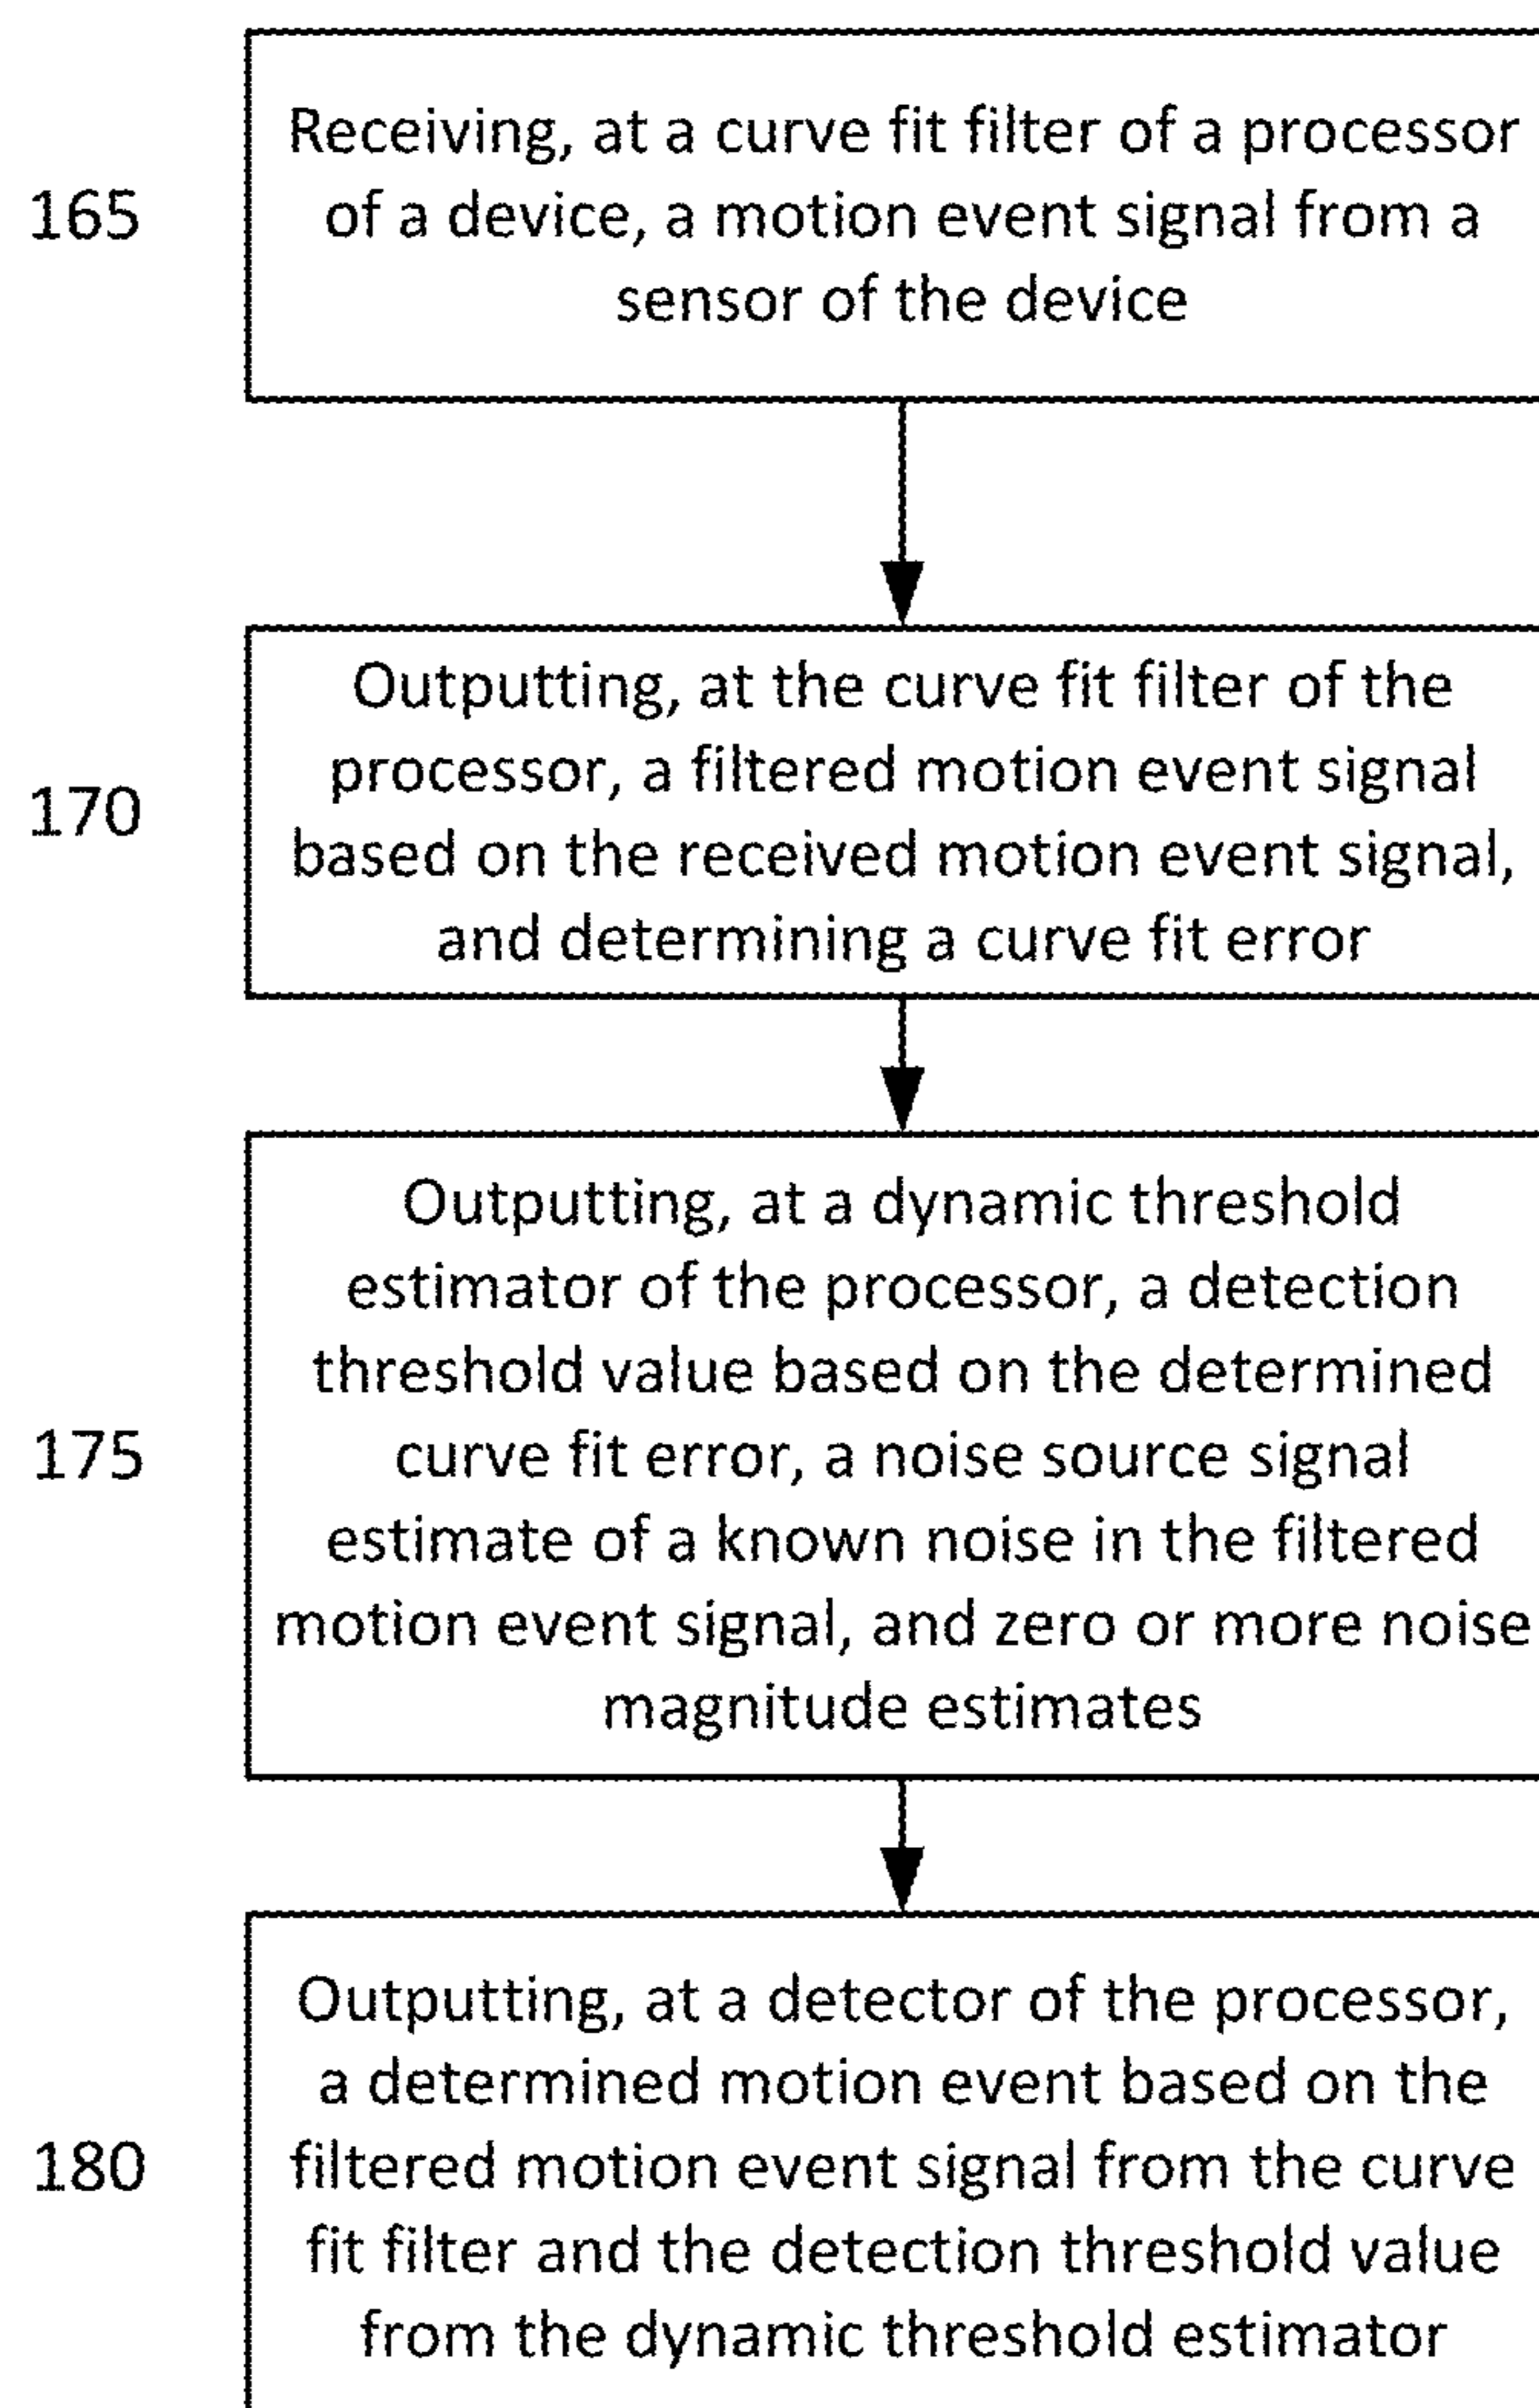 165
Receiving, at a curve fit filter of a processor
of a device, a motion event signal from a
sensor of the device
170
Outputting, at the curve fit filter of the
processor, a filtered motion event signal
based on the received motion event signal,
and determining a curve fit error
175
Outputting, at a dynamic threshold
estimator of the processor, a detection
threshold value based on the determined
curve fit error, a noise source signal
estimate of a known noise in the filtered
motion event signal, and zero or more noise
magnitude estimates
180
Outputting, at a detector of the processor,
a determined motion event based on the
filtered motion event signal from the curve
fit filter and the detection threshold value
from the dynamic threshold estimator